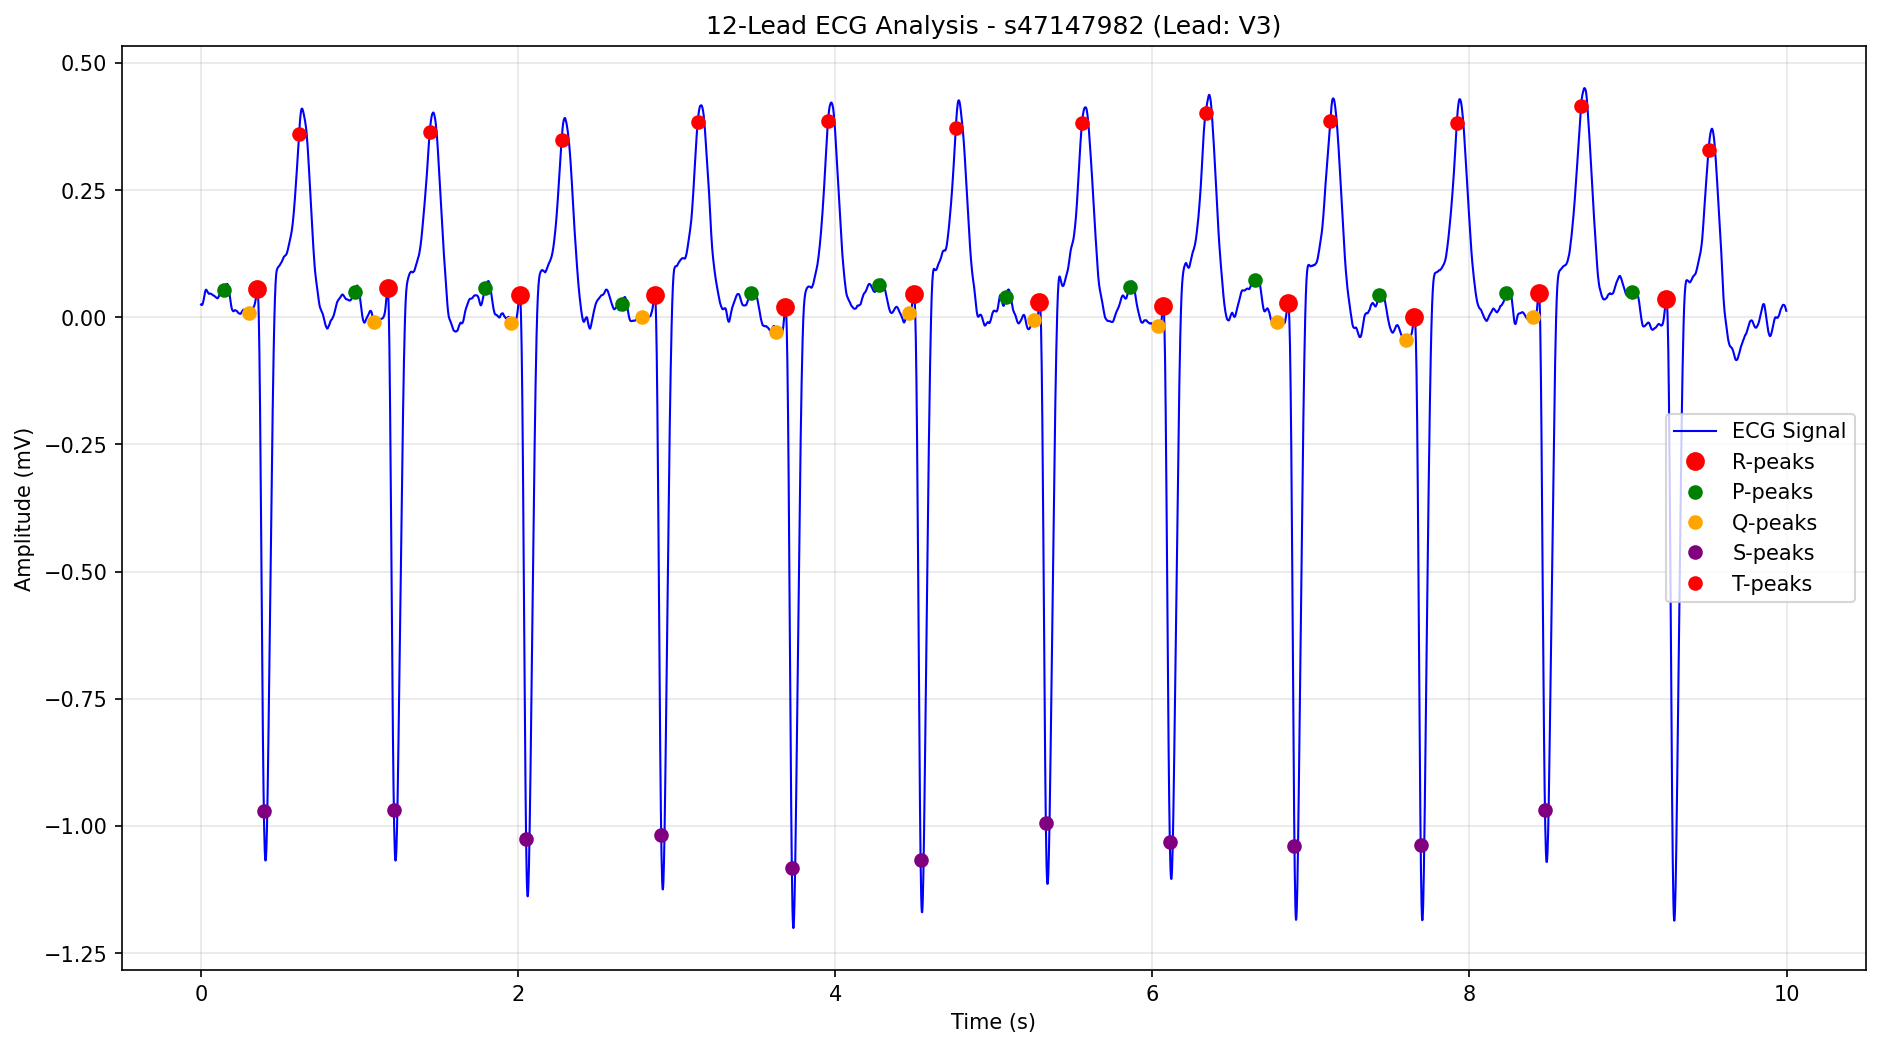 12-Lead ECG Analysis - s47147982 (Lead: V3)
Amplitude (mV)
0.50
0.25
0.00
−0.25
−0.50
−0.75
−1.00
−1.25
ECG Signal
R-peaks
P-peaks
Q-peaks
S-peaks
T-peaks
0 2 4 6 8 10
Time (s)